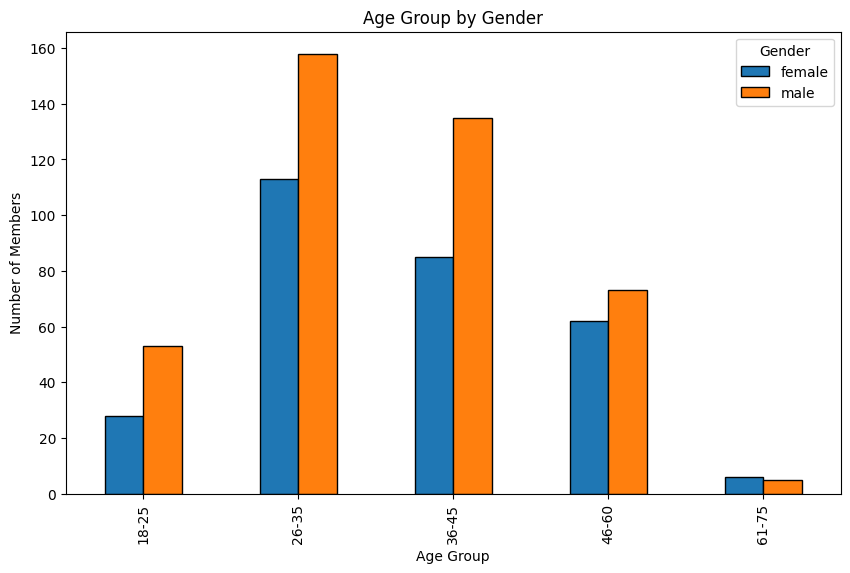 Age Group by Gender
Gender
female
male
Number of Members
160
140
120
100
80
60
40
20
0
18-25
26-35
36-45
46-60
61-75
Age Group